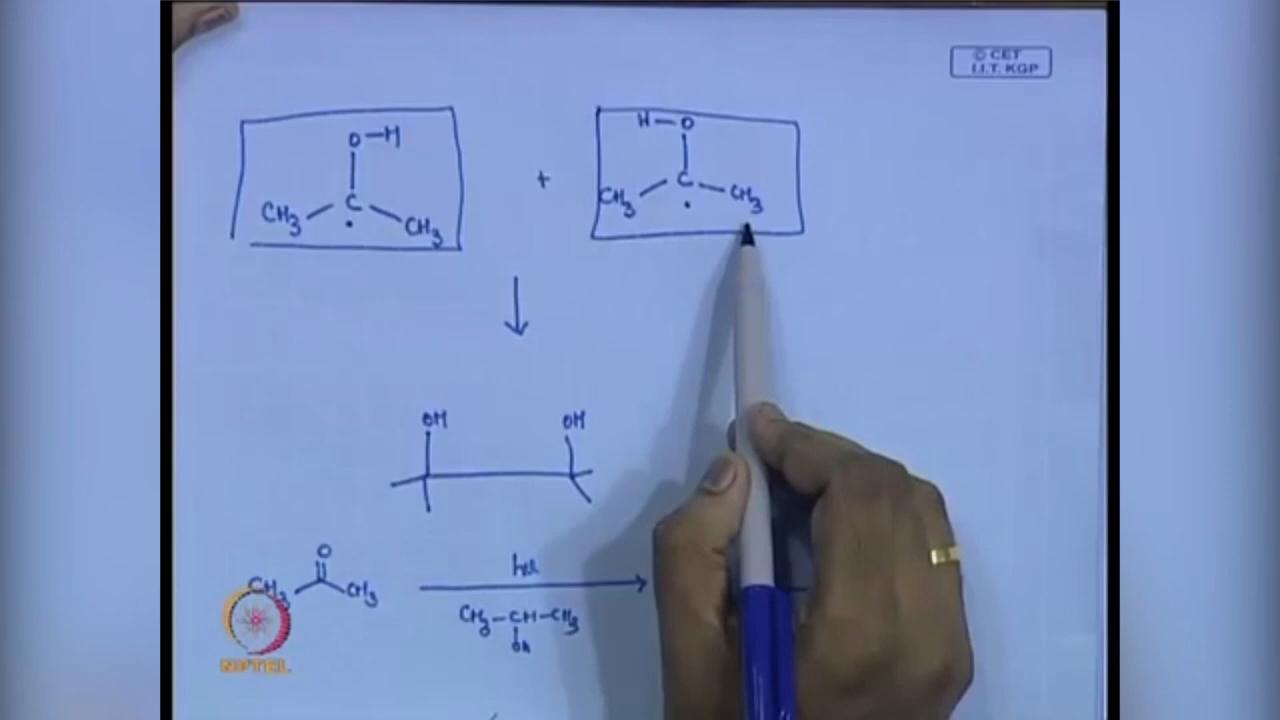 © CET
I.I.T. KGP
O—H
H—O
+
CH3 C CH3
CH3 C CH3
OH OH
O
hν
CH3 CH3
CH3—CH—CH3
OH
NPTEL